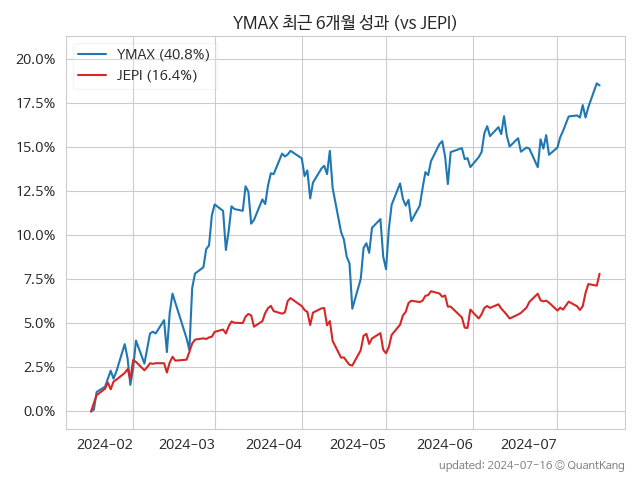 YMAX 최근 6개월 성과 (vs JEPI)
YMAX (40.8%)
JEPI (16.4%)
20.0%
17.5%
15.0%
12.5%
10.0%
7.5%
5.0%
2.5%
0.0%
2024-02 2024-03 2024-04 2024-05 2024-06 2024-07
updated: 2024-07-16 © QuantKang